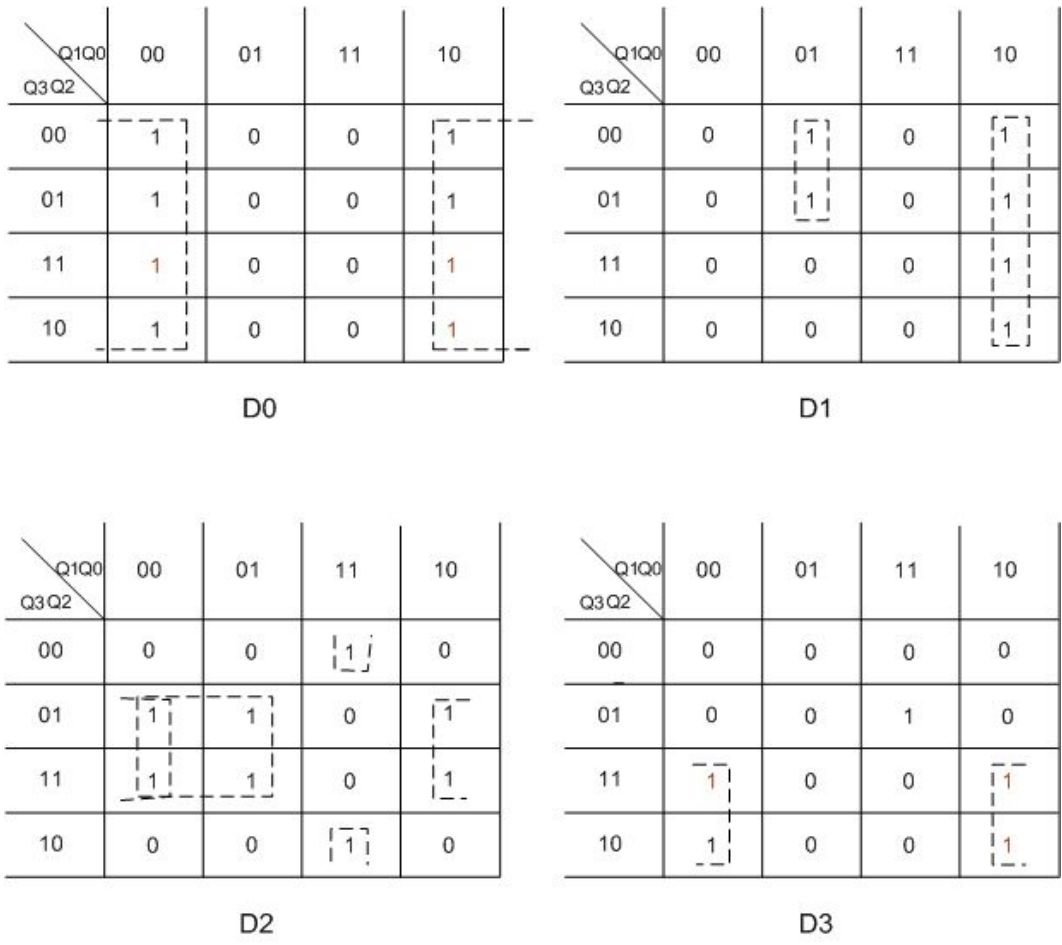 Q1Q0 00 01 11 10
Q3Q2
00 1 0 0 1
01 1 0 0 1
11 1 0 0 1
10 1 0 0 1
D0
Q1Q0 00 01 11 10
Q3Q2
00 0 1 0 1
01 0 1 0 1
11 0 0 0 1
10 0 0 0 1
D1
Q1Q0 00 01 11 10
Q3Q2
00 0 0 1 0
01 1 1 0 1
11 1 1 0 1
10 0 0 1 0
D2
Q1Q0 00 01 11 10
Q3Q2
00 0 0 0 0
01 0 0 1 0
11 1 0 0 1
10 1 0 0 1
D3